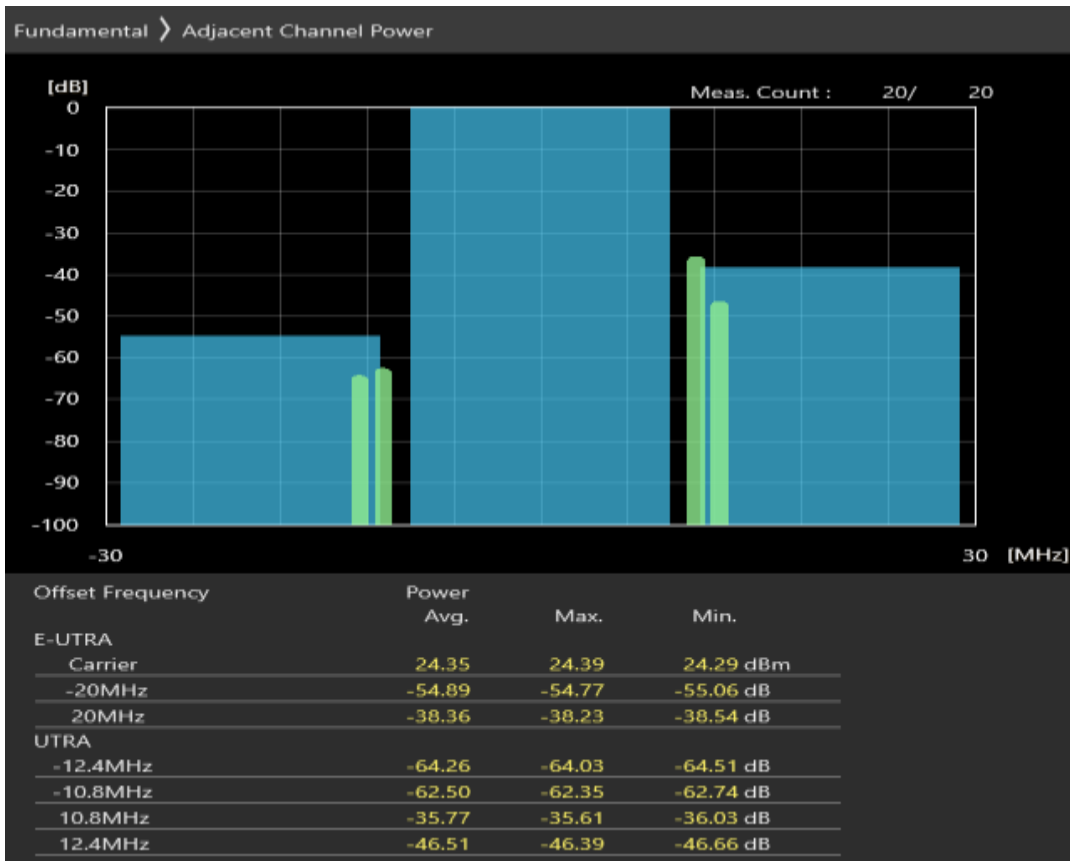 Fundamental 〉 Adjacent Channel Power
[dB]
Meas. Count : 20/ 20
0
-10
-20
-30
-40
-50
-60
-70
-80
-90
-100
-30 30 [MHz]
Offset Frequency Power
Avg. Max. Min.
E-UTRA
Carrier 24.35 24.39 24.29 dBm
-20MHz -54.89 -54.77 -55.06 dB
20MHz -38.36 -38.23 -38.54 dB
UTRA
-12.4MHz -64.26 -64.03 -64.51 dB
-10.8MHz -62.50 -62.35 -62.74 dB
10.8MHz -35.77 -35.61 -36.03 dB
12.4MHz -46.51 -46.39 -46.66 dB